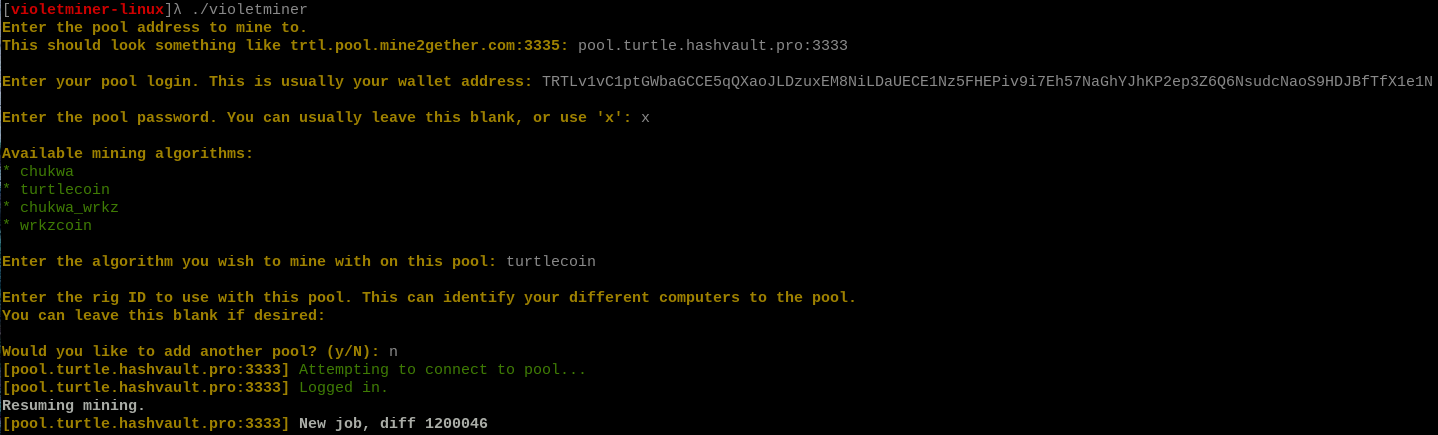 [violetminer-linux]λ ./violetminer
Enter the pool address to mine to.
This should look something like trtl.pool.mine2gether.com:3335: pool.turtle.hashvault.pro:3333
Enter your pool login. This is usually your wallet address: TRTLv1vC1ptGWbaGCCE5qQXaoJLDzuxEM8NiLDaUECE1Nz5FHEPiv9i7Eh57NaGhYJhKP2ep3Z6Q6NsudcNaoS9HDJBfTfX1e1N
Enter the pool password. You can usually leave this blank, or use 'x': x
Available mining algorithms:
* chukwa
* turtlecoin
* chukwa_wrkz
* wrkzcoin
Enter the algorithm you wish to mine with on this pool: turtlecoin
Enter the rig ID to use with this pool. This can identify your different computers to the pool.
You can leave this blank if desired:
Would you like to add another pool? (y/N): n
[pool.turtle.hashvault.pro:3333] Attempting to connect to pool...
[pool.turtle.hashvault.pro:3333] Logged in.
Resuming mining.
[pool.turtle.hashvault.pro:3333] New job, diff 1200046